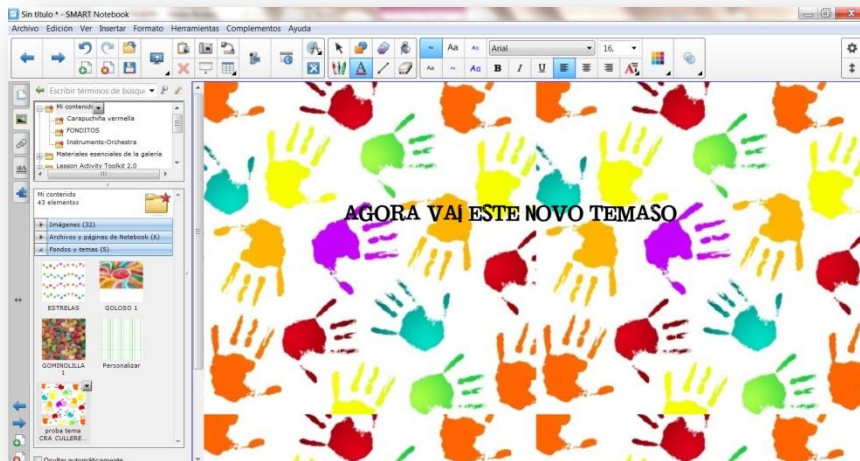 Sin título * - SMART Notebook
Archivo Edición Ver Insertar Formato Herramientas Complementos Ayuda
Aa Arial 16
B I U
Escribir términos de búsqu
Mi contenido
Carapuchiña vermella
FONDITOS
Instruments-Orchestra
Materiales esenciales de la galería
Lesson Activity Toolkit 2.0
Mi contenido
43 elementos
Imágenes (32)
Archivos y páginas de Notebook (6)
Fondos y temas (5)
ESTRELAS GOLOSO 1
GOMINOLILLA 1 Personalizar
proba tema
CRA CULLERE...
Ocultar automáticamente
AGORA VAI ESTE NOVO TEMASO